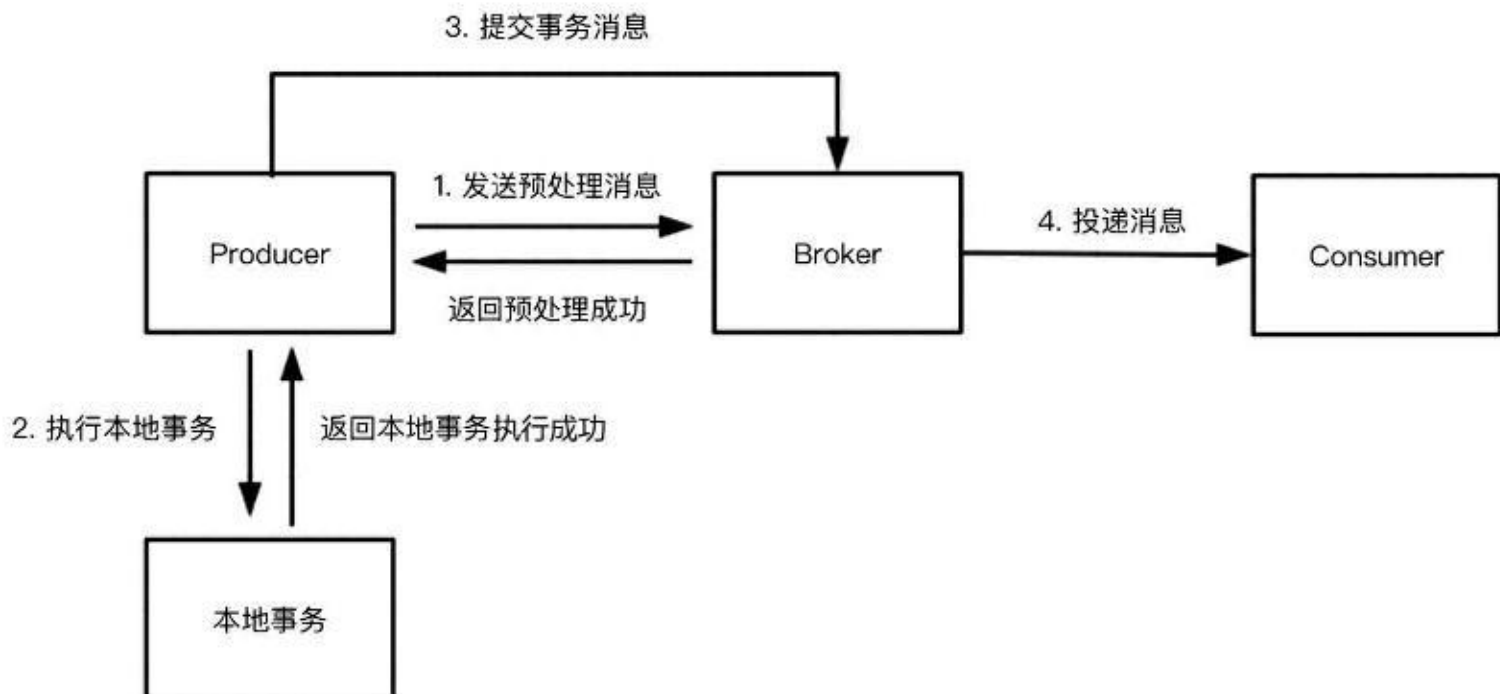 3. 提交事务消息
1. 发送预处理消息
Producer
Broker
4. 投递消息
Consumer
返回预处理成功
2. 执行本地事务
返回本地事务执行成功
本地事务